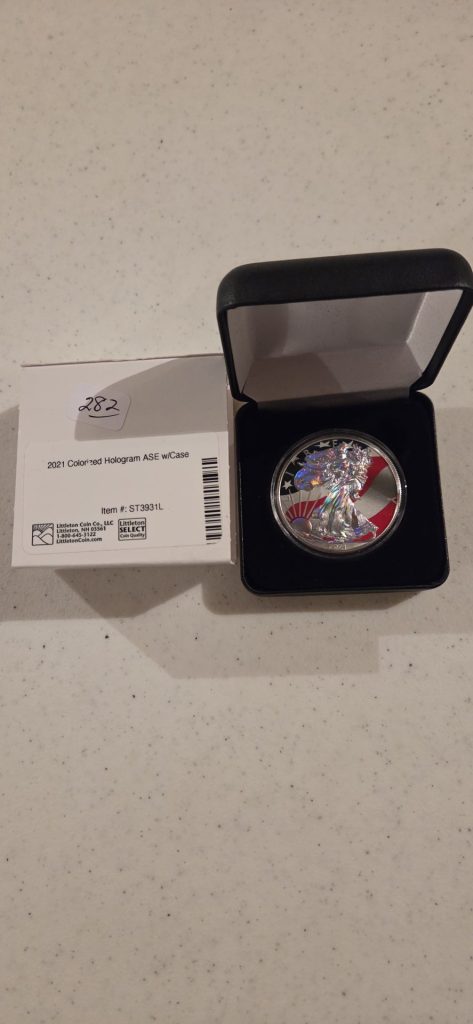 282
2021 Colorized Hologram ASE w/Case
Item #: ST3931L
Littleton Coin Co., LLC
Littleton, NH 03561
1-800-645-3122
LittletonCoin.com
Littleton
SELECT
Coin Quality
2021